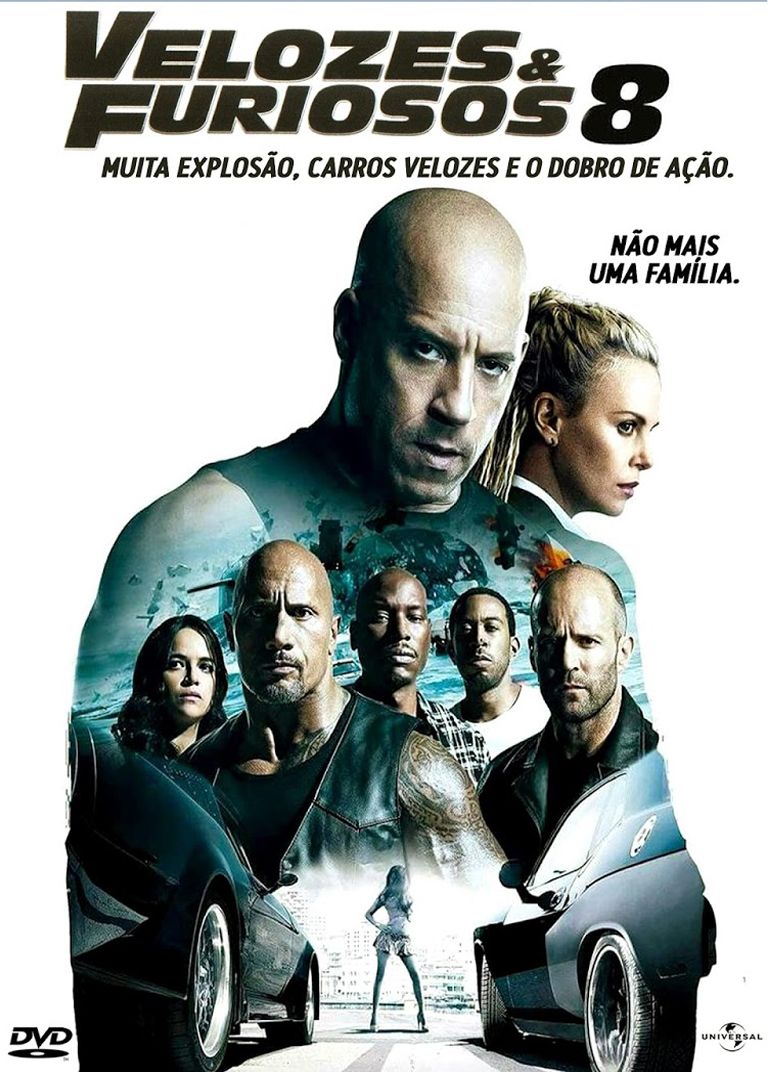 VELOZES &
FURIOSOS 8
MUITA EXPLOSÃO, CARROS VELOZES E O DOBRO DE AÇÃO.
NÃO MAIS
UMA FAMÍLIA.
DVD
UNIVERSAL